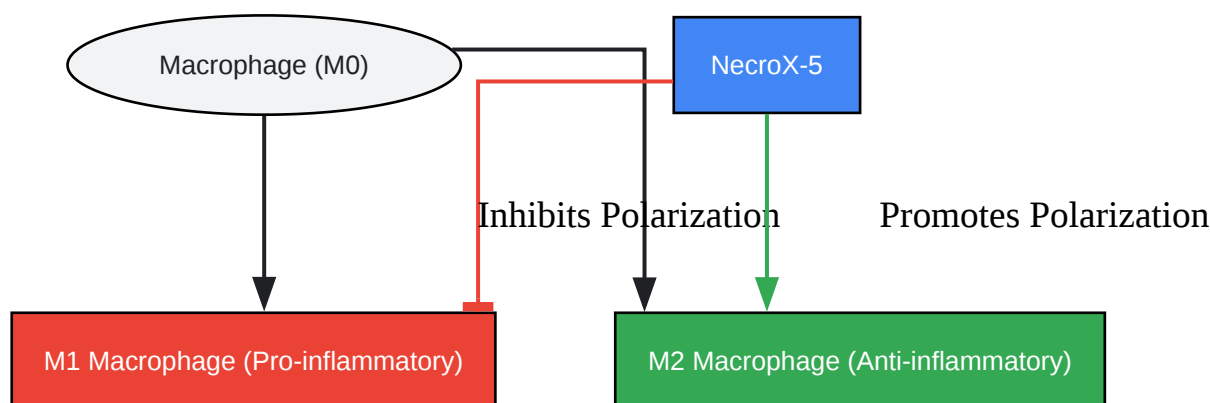 Macrophage (M0)
NecroX-5
Inhibits Polarization
Promotes Polarization
M1 Macrophage (Pro-inflammatory)
M2 Macrophage (Anti-inflammatory)